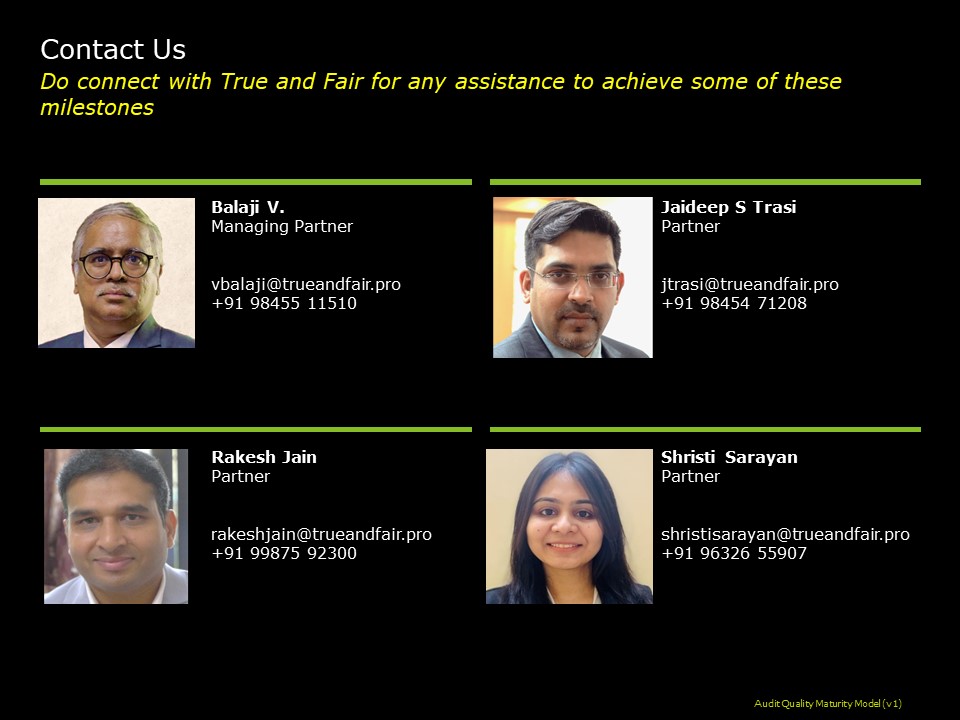 Contact Us
Do connect with True and Fair for any assistance to achieve some of these
milestones
Balaji V.
Managing Partner
vbalaji@trueandfair.pro
+91 98455 11510
Jaideep S Trasi
Partner
jtrasi@trueandfair.pro
+91 98454 71208
Rakesh Jain
Partner
rakeshjain@trueandfair.pro
+91 99875 92300
Shristi Sarayan
Partner
shristisarayan@trueandfair.pro
+91 96326 55907
Audit Quality Maturity Model (v1)